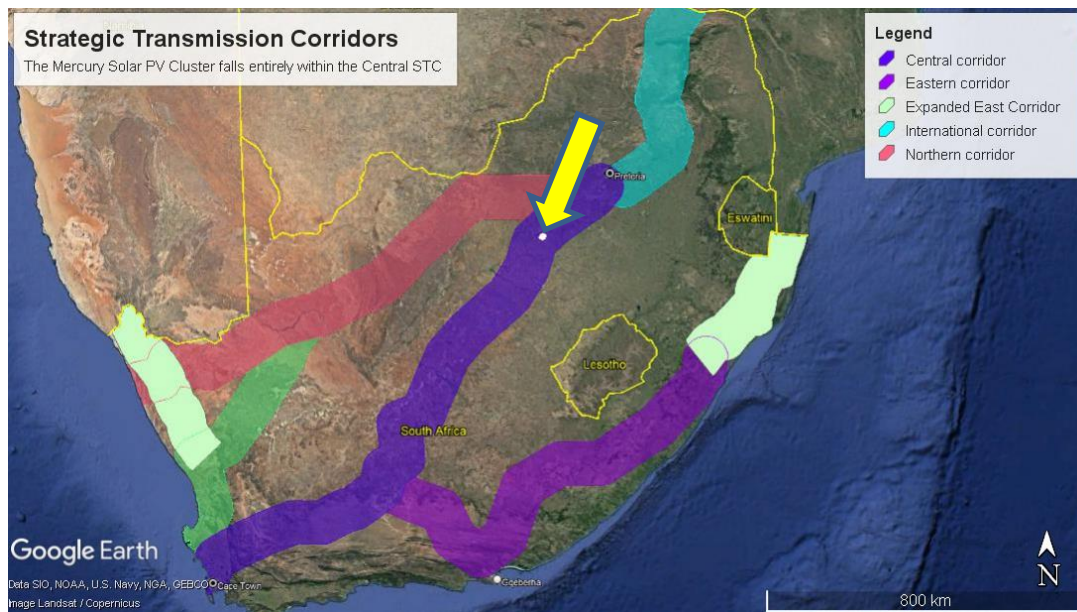 Strategic Transmission Corridors
The Mercury Solar PV Cluster falls entirely within the Central STC
Legend
Central corridor
Eastern corridor
Expanded East Corridor
International corridor
Northern corridor
Pretoria
Eswatini
Lesotho
South Africa
Gqeberha
Cape Town
Google Earth
Data SIO, NOAA, U.S. Navy, NGA, GEBCO
Image Landsat / Copernicus
800 km
N